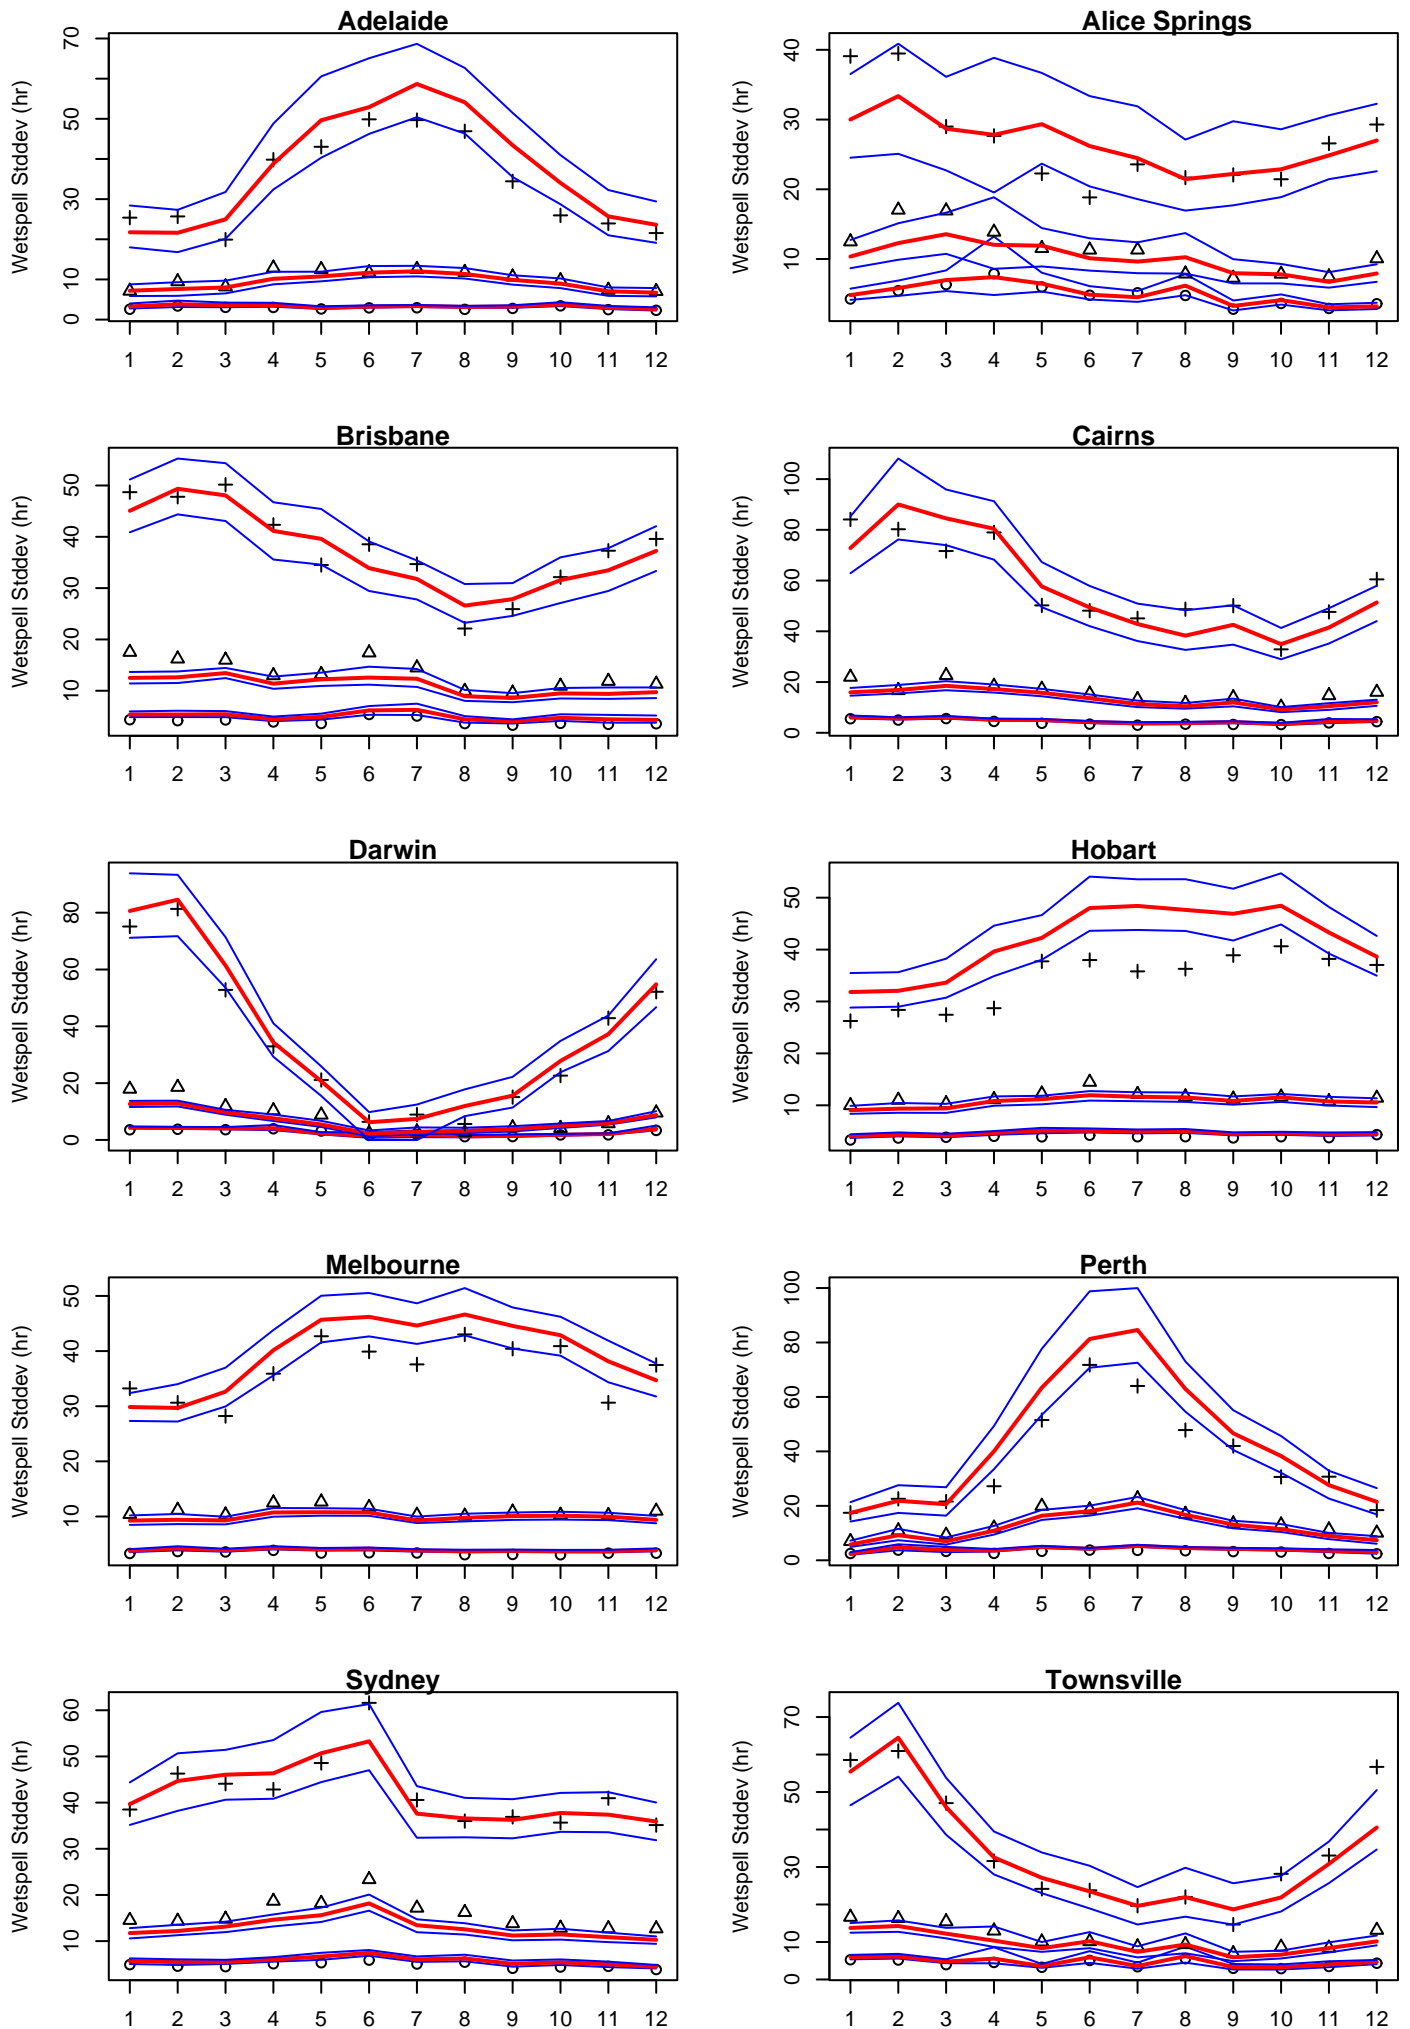 Adelaide
Wetspell Stddev (hr)
0 10 30 50 70
1 2 3 4 5 6 7 8 9 10 11 12
Alice Springs
Wetspell Stddev (hr)
10 20 30 40
1 2 3 4 5 6 7 8 9 10 11 12
Brisbane
Wetspell Stddev (hr)
10 20 30 40 50
1 2 3 4 5 6 7 8 9 10 11 12
Cairns
Wetspell Stddev (hr)
0 20 40 60 80 100
1 2 3 4 5 6 7 8 9 10 11 12
Darwin
Wetspell Stddev (hr)
0 20 40 60 80
1 2 3 4 5 6 7 8 9 10 11 12
Hobart
Wetspell Stddev (hr)
10 20 30 40 50
1 2 3 4 5 6 7 8 9 10 11 12
Melbourne
Wetspell Stddev (hr)
10 20 30 40 50
1 2 3 4 5 6 7 8 9 10 11 12
Perth
Wetspell Stddev (hr)
0 20 40 60 80 100
1 2 3 4 5 6 7 8 9 10 11 12
Sydney
Wetspell Stddev (hr)
10 20 30 40 50 60
1 2 3 4 5 6 7 8 9 10 11 12
Townsville
Wetspell Stddev (hr)
0 10 30 50 70
1 2 3 4 5 6 7 8 9 10 11 12